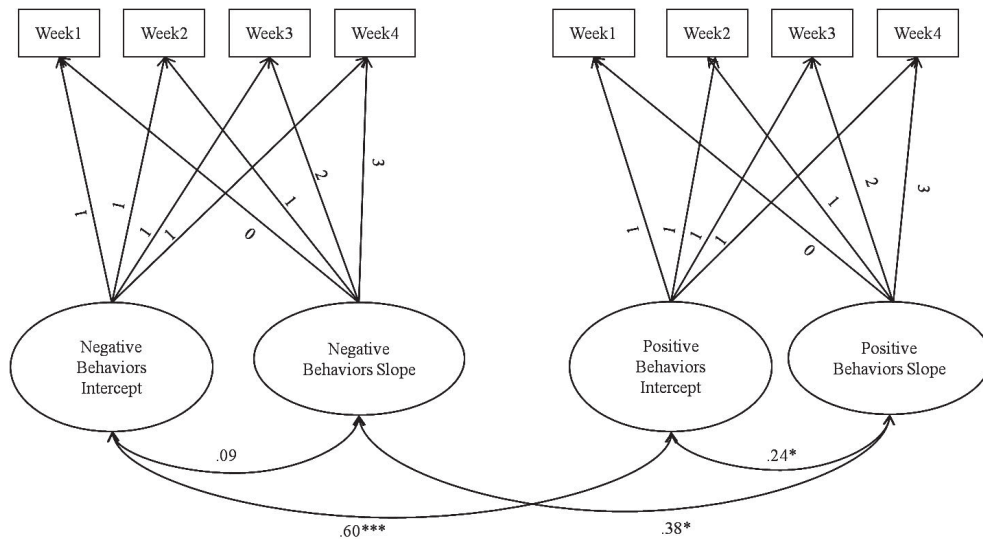 Week1
Week2
Week3
Week4
Week1
Week2
Week3
Week4
1
1
1
1
0
1
2
3
1
1
1
1
0
1
2
3
Negative
Behaviors
Intercept
Negative
Behaviors Slope
Positive
Behaviors
Intercept
Positive
Behaviors Slope
.09
.24*
.60***
.38*